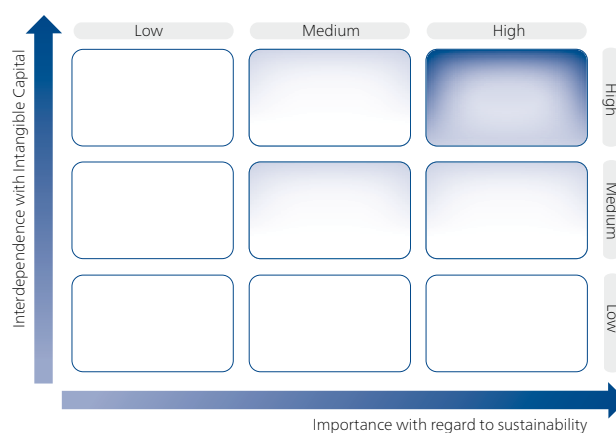 Low
Medium
High
Interdependence with Intangible Capital
High
Medium
Low
Importance with regard to sustainability